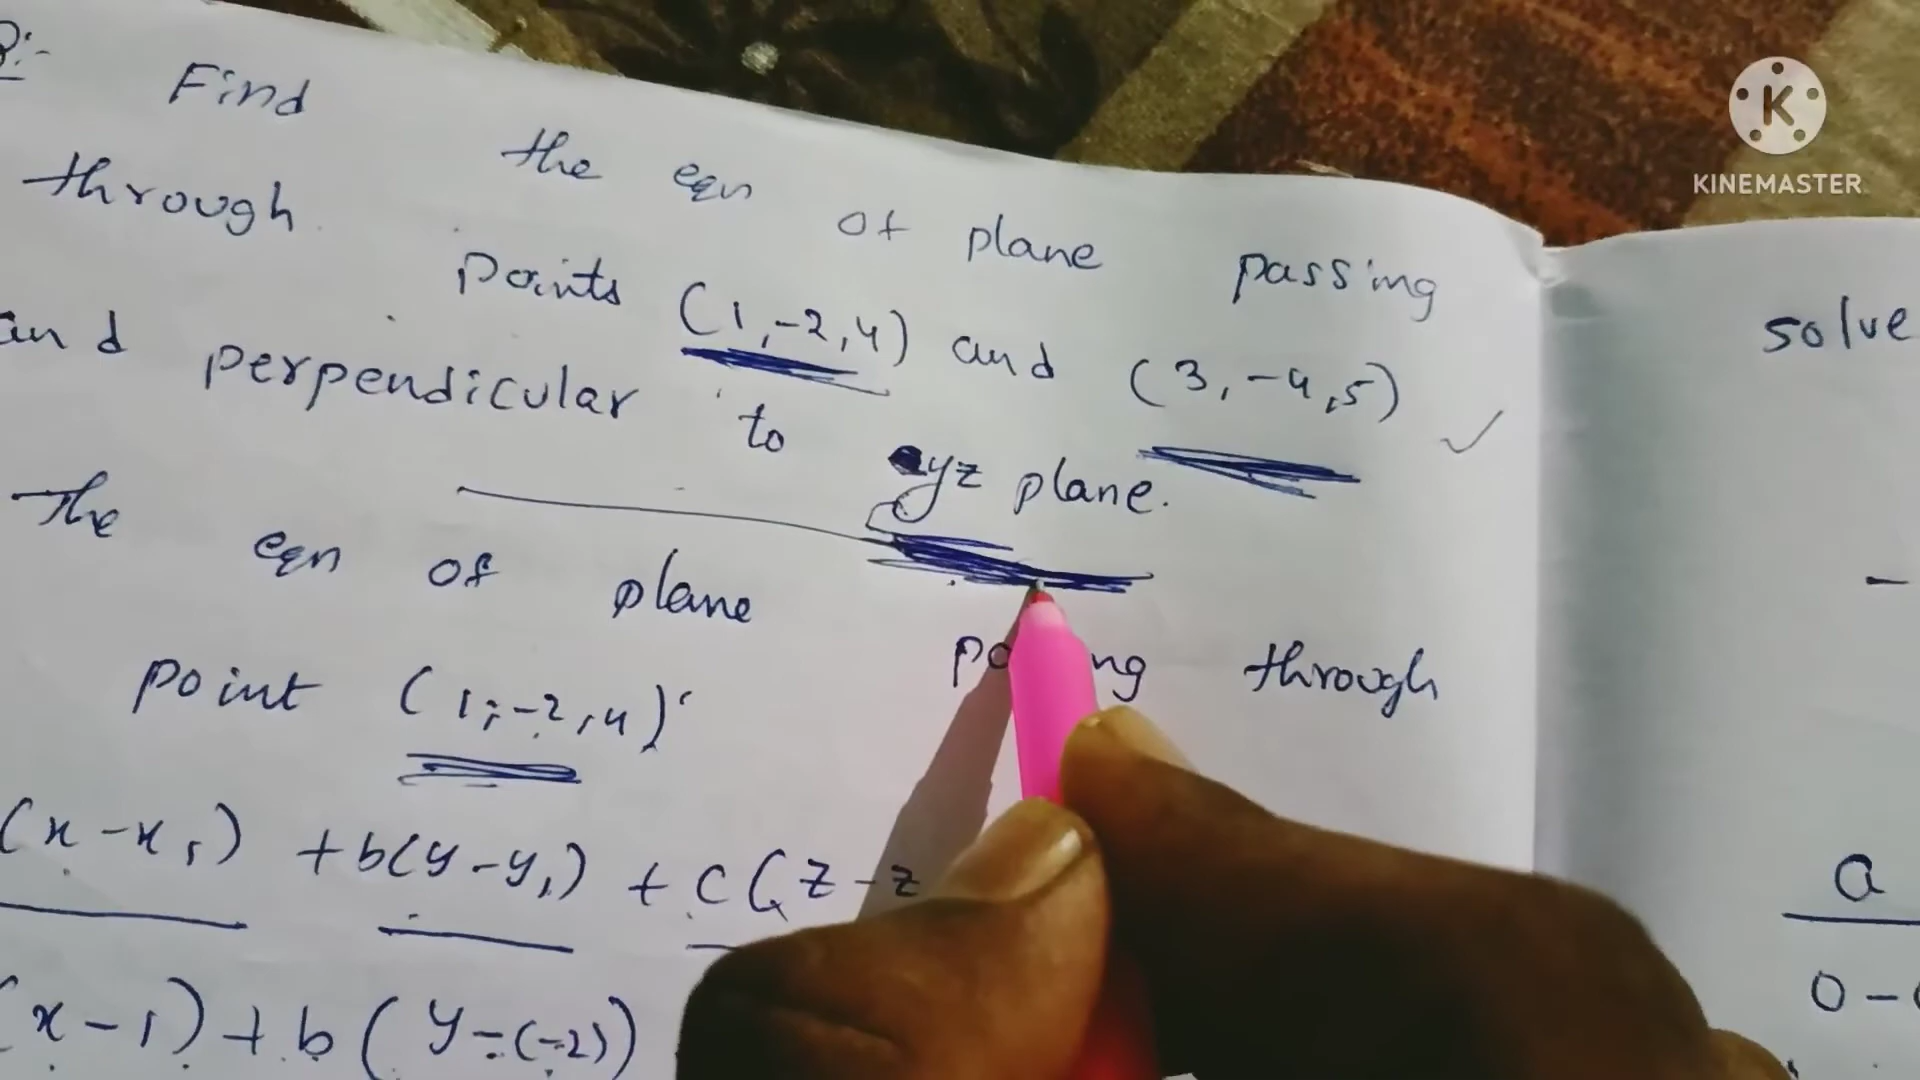 Find the eqn of plane passing
through points (1,-2,4) and (3,-4,5) ✓
and perpendicular to yz plane.
The eqn of plane passing through
point (1,-2,4)
(x-x₁) + b(y-y₁) + c(z-z
(x-1) + b(y-(-2))
solve
-
a
0-
KINEMASTER